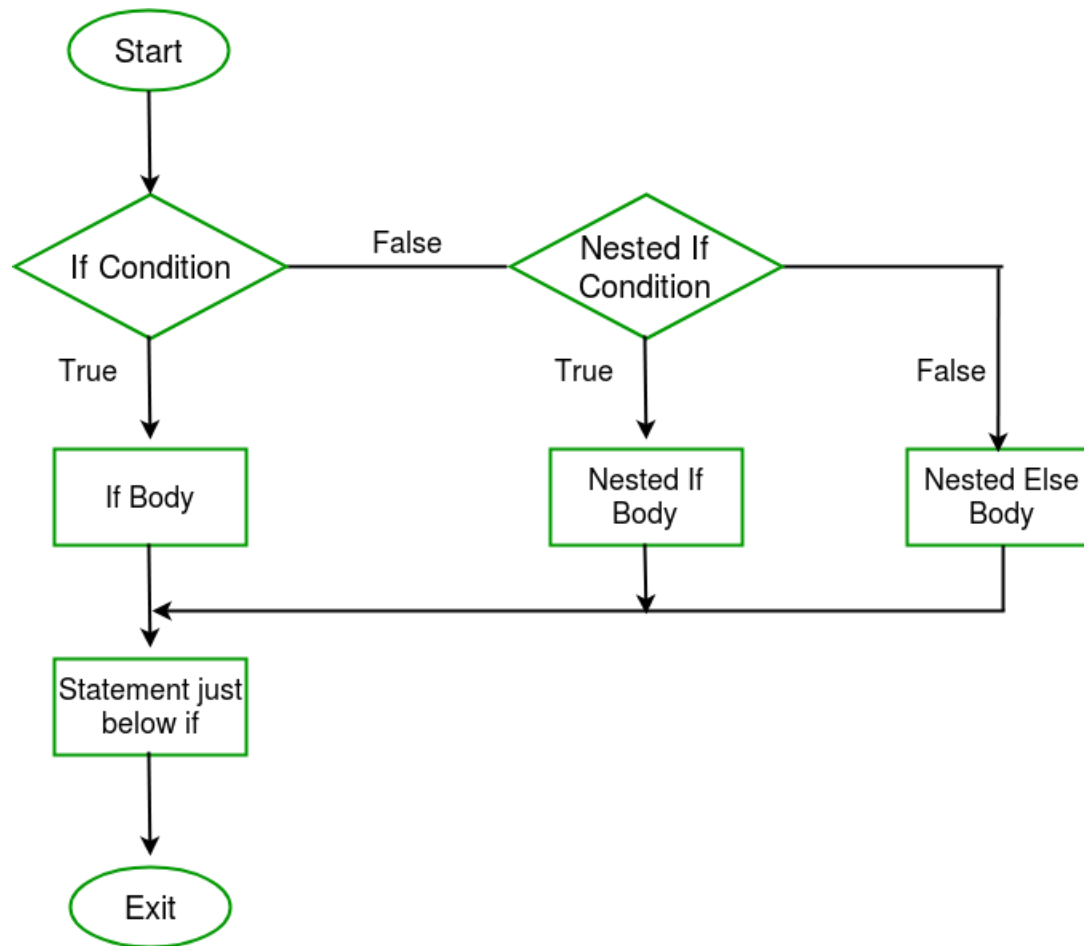 Start
False
If Condition
Nested If
Condition
True
True
False
If Body
Nested If
Body
Nested Else
Body
Statement just
below if
Exit